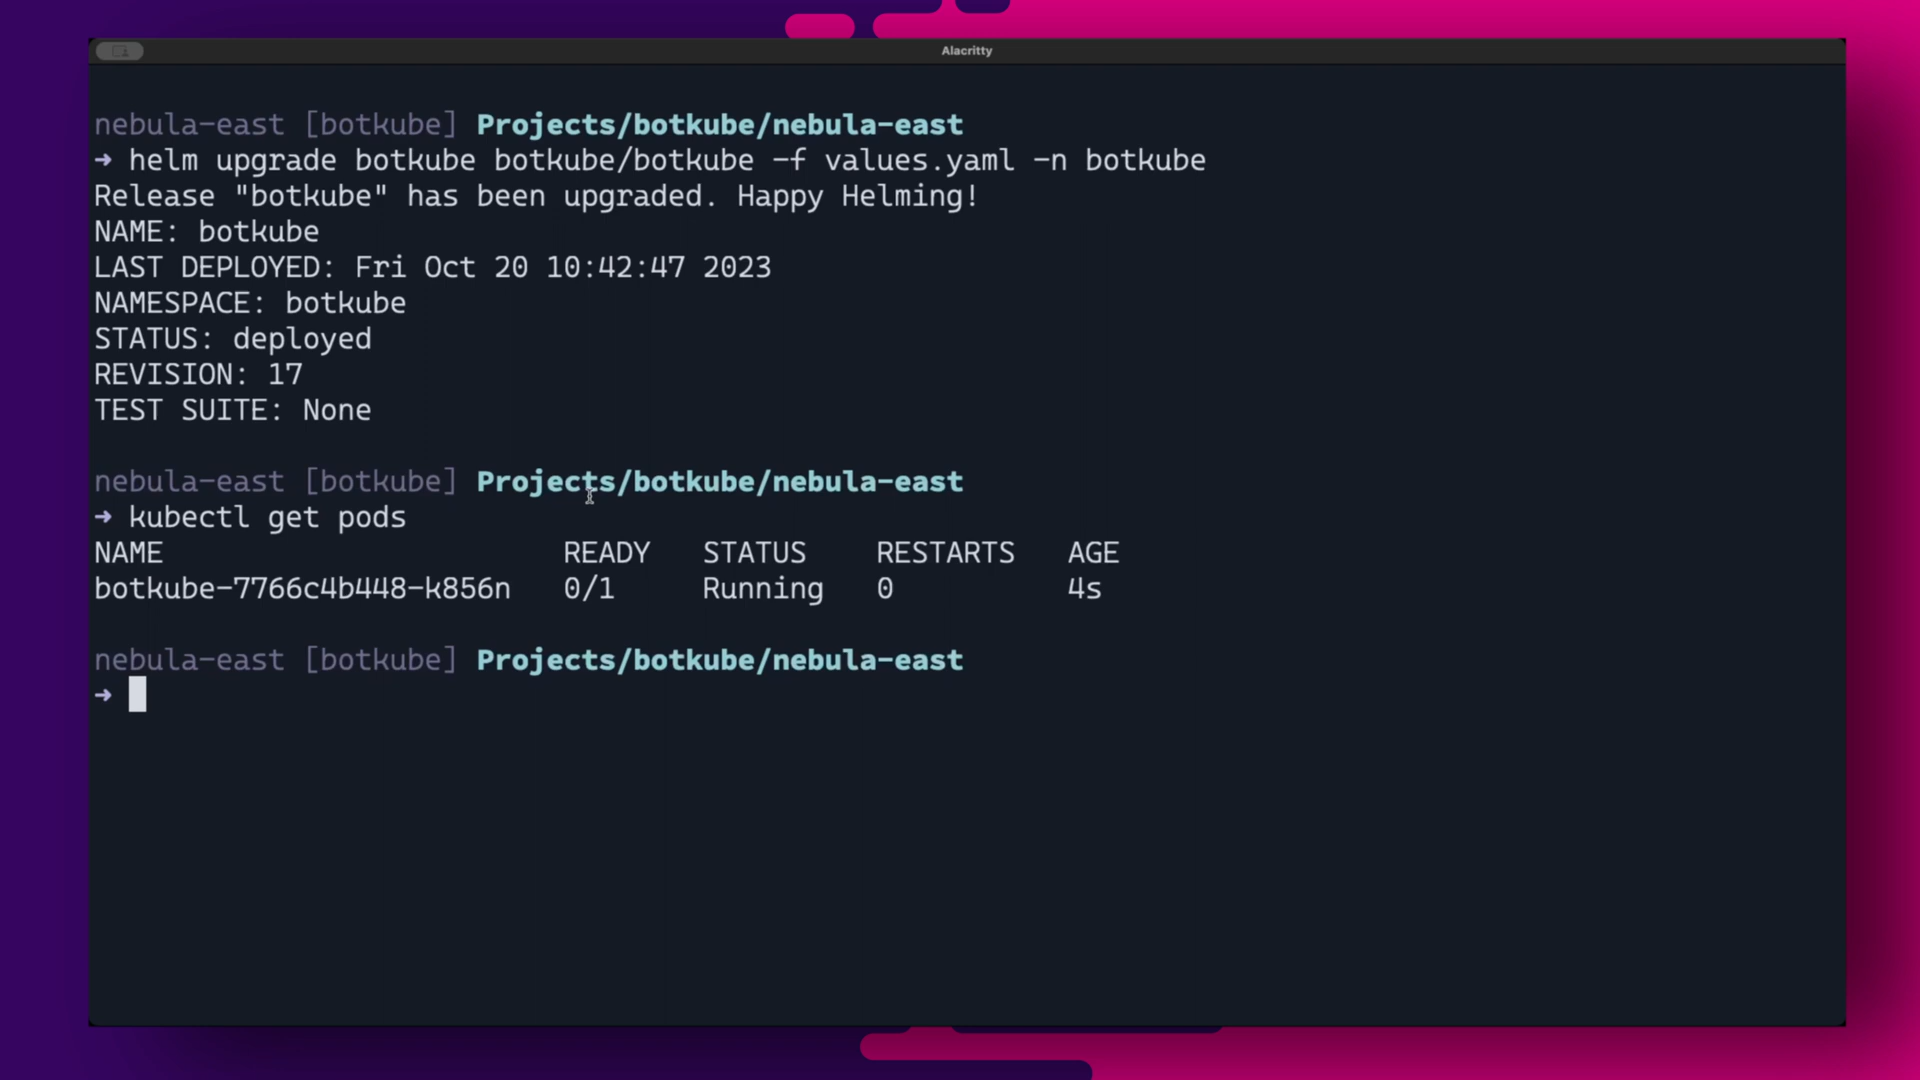 Alacritty
nebula-east [botkube] Projects/botkube/nebula-east
➜ helm upgrade botkube botkube/botkube -f values.yaml -n botkube
Release "botkube" has been upgraded. Happy Helming!
NAME: botkube
LAST DEPLOYED: Fri Oct 20 10:42:47 2023
NAMESPACE: botkube
STATUS: deployed
REVISION: 17
TEST SUITE: None
nebula-east [botkube] Projects/botkube/nebula-east
➜ kubectl get pods
NAME READY STATUS RESTARTS AGE
botkube-7766c4b448-k856n 0/1 Running 0 4s
nebula-east [botkube] Projects/botkube/nebula-east
➜